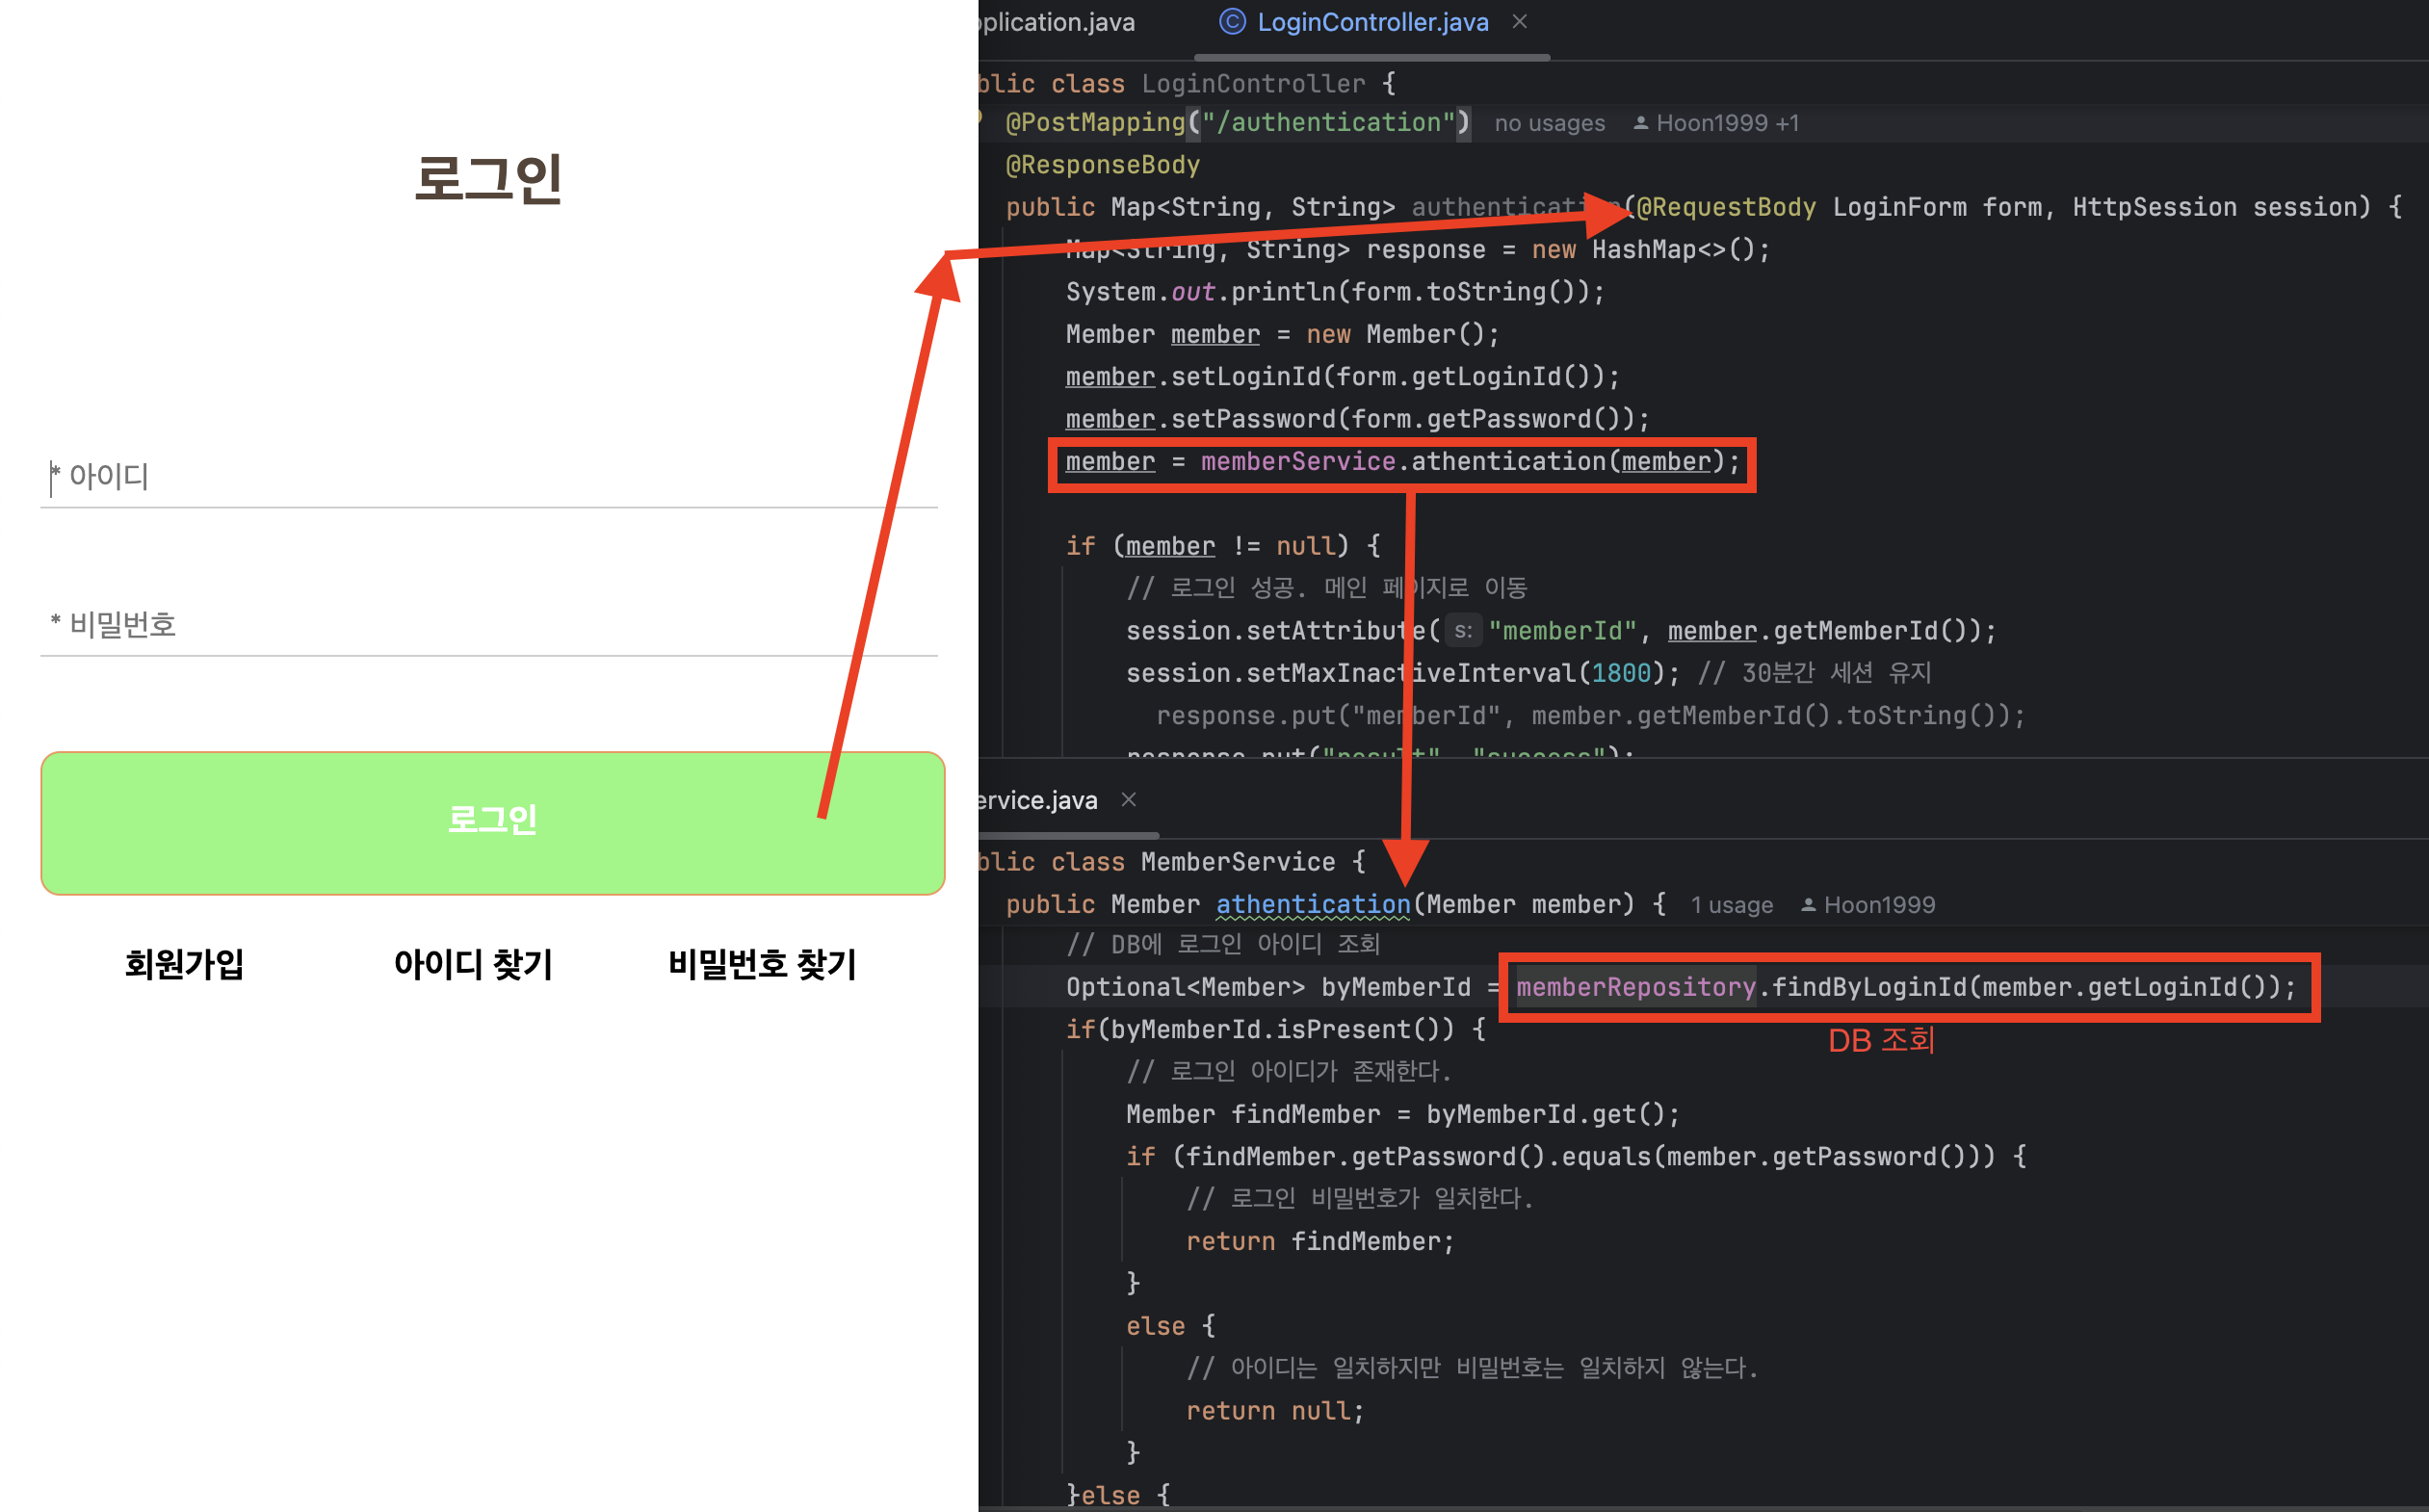 로그인
* 아이디
* 비밀번호
로그인
회원가입 아이디 찾기 비밀번호 찾기
pplication.java LoginController.java
blic class LoginController {
@PostMapping("/authentication") no usages Hoon1999 +1
@ResponseBody
public Map<String, String> authentication(@RequestBody LoginForm form, HttpSession session) {
Map<String, String> response = new HashMap<>();
System.out.println(form.toString());
Member member = new Member();
member.setLoginId(form.getLoginId());
member.setPassword(form.getPassword());
member = memberService.athentication(member);
if (member != null) {
// 로그인 성공. 메인 페이지로 이동
session.setAttribute( s: "memberId", member.getMemberId());
session.setMaxInactiveInterval(1800); // 30분간 세션 유지
response.put("memberId", member.getMemberId().toString());
response.put("result", "success");
ervice.java
blic class MemberService {
public Member athentication(Member member) { 1 usage Hoon1999
// DB에 로그인 아이디 조회
Optional<Member> byMemberId = memberRepository.findByLoginId(member.getLoginId());
DB 조회
if(byMemberId.isPresent()) {
// 로그인 아이디가 존재한다.
Member findMember = byMemberId.get();
if (findMember.getPassword().equals(member.getPassword())) {
// 로그인 비밀번호가 일치한다.
return findMember;
}
else {
// 아이디는 일치하지만 비밀번호는 일치하지 않는다.
return null;
}
}else {